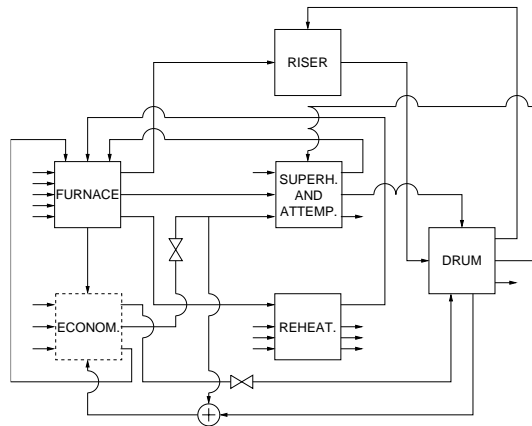 RISER
FURNACE
SUPERH.
AND
ATTEMP.
DRUM
ECONOM.
REHEAT.